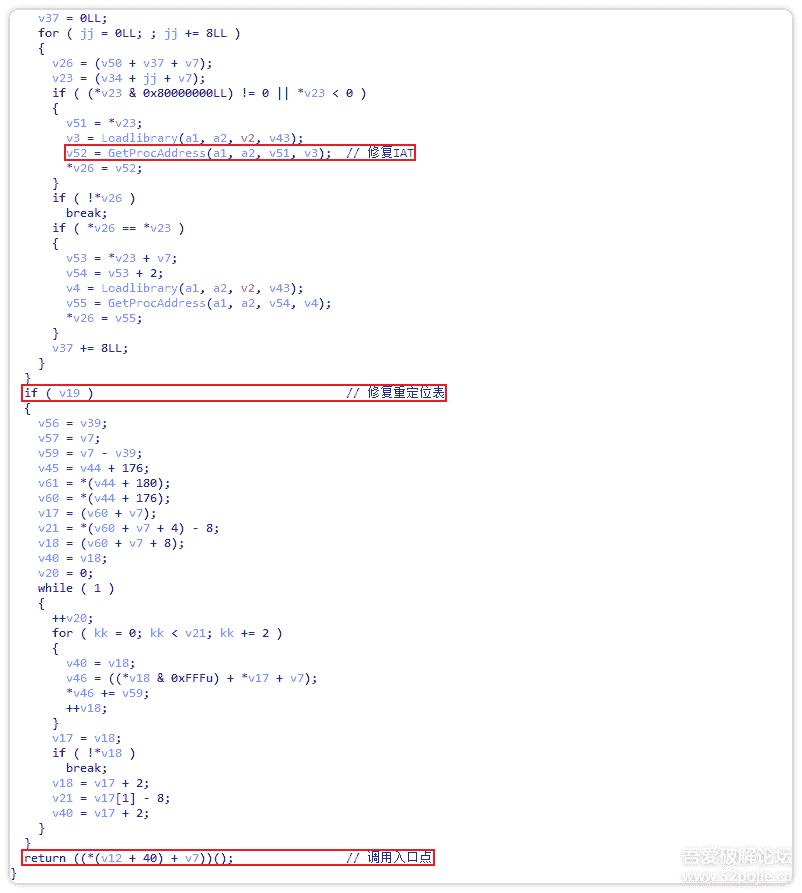 v37 = 0LL;
for ( jj = 0LL; ; jj += 8LL )
{
v26 = (v50 + v37 + v7);
v23 = (v34 + jj + v7);
if ( (*v23 & 0x80000000LL) != 0 || *v23 < 0 )
{
v51 = *v23;
v3 = Loadlibrary(a1, a2, v2, v43);
v52 = GetProcAddress(a1, a2, v51, v3);  // 修复IAT
*v26 = v52;
}
if ( !*v26 )
break;
if ( *v26 == *v23 )
{
v53 = *v23 + v7;
v54 = v53 + 2;
v4 = Loadlibrary(a1, a2, v2, v43);
v55 = GetProcAddress(a1, a2, v54, v4);
*v26 = v55;
}
v37 += 8LL;
}
}
if ( v19 ) // 修复重定位表
{
v56 = v39;
v57 = v7;
v59 = v7 - v39;
v45 = v44 + 176;
v61 = *(v44 + 180);
v60 = *(v44 + 176);
v17 = (v60 + v7);
v21 = *(v60 + v7 + 4) - 8;
v18 = (v60 + v7 + 8);
v40 = v18;
v20 = 0;
while ( 1 )
{
++v20;
for ( kk = 0; kk < v21; kk += 2 )
{
v40 = v18;
v46 = ((*v18 & 0xFFFu) + *v17 + v7);
*v46 += v59;
++v18;
}
v17 = v18;
if ( !*v18 )
break;
v18 = v17 + 2;
v21 = v17[1] - 8;
v40 = v17 + 2;
}
}
return ((*(v12 + 40) + v7))(); // 调用入口点
}
吾爱破解论坛
www.52pojie.cn